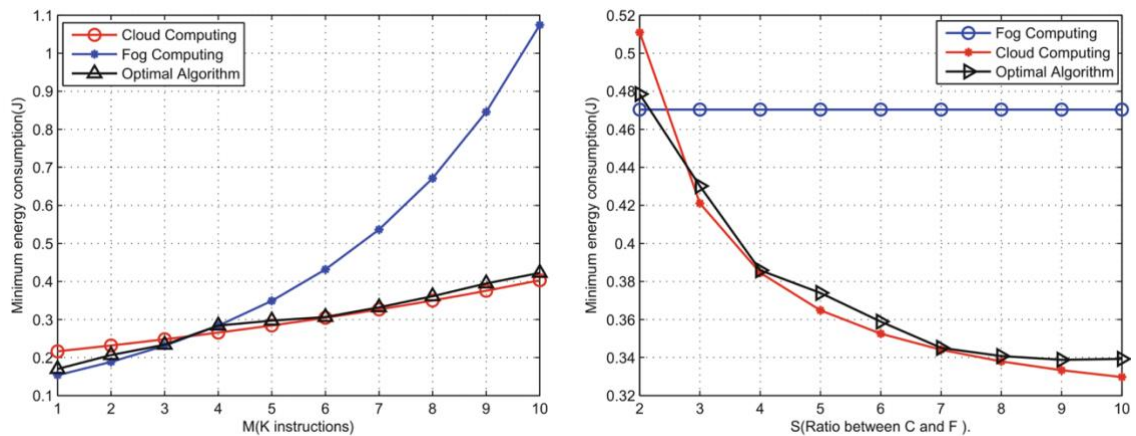 1.1
1
0.9
0.8
0.7
0.6
0.5
0.4
0.3
0.2
0.1
Minimum energy consumption(J)
Cloud Computing
Fog Computing
Optimal Algorithm
1 2 3 4 5 6 7 8 9 10
M(K instructions)
0.52
0.5
0.48
0.46
0.44
0.42
0.4
0.38
0.36
0.34
0.32
Minimum energy consumption(J)
Fog Computing
Cloud Computing
Optimal Algorithm
2 3 4 5 6 7 8 9 10
S(Ratio between C and F ).